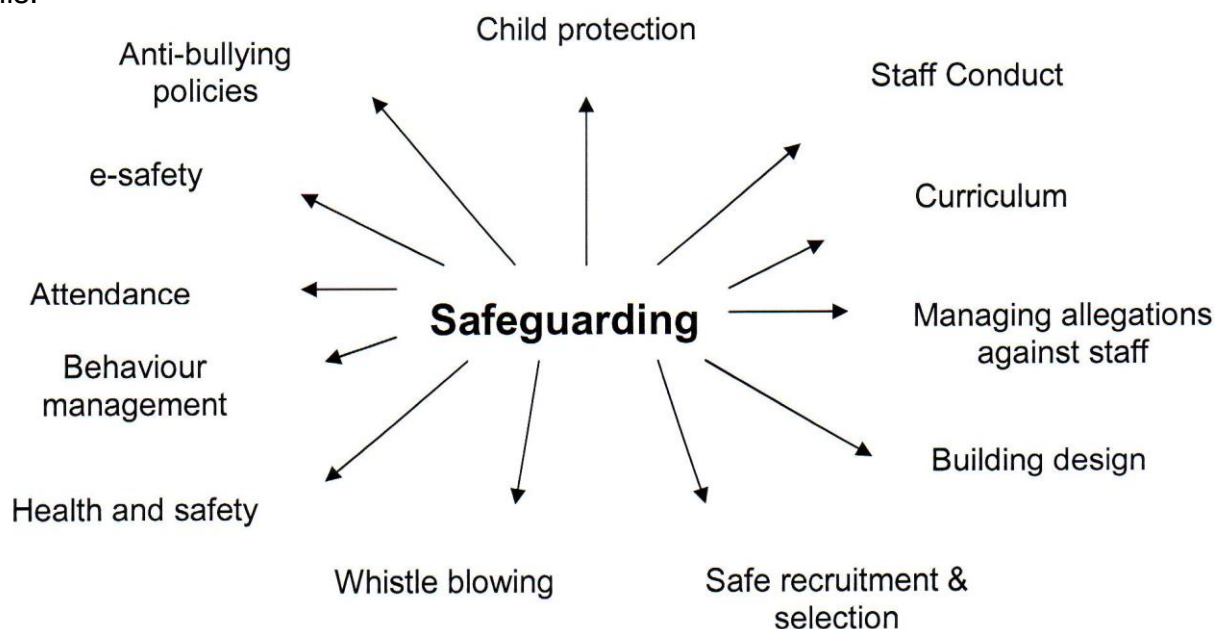 Child protection
Anti-bullying
policies
Staff Conduct
e-safety
Curriculum
Attendance
Safeguarding
Managing allegations
against staff
Behaviour
management
Building design
Health and safety
Whistle blowing
Safe recruitment &
selection